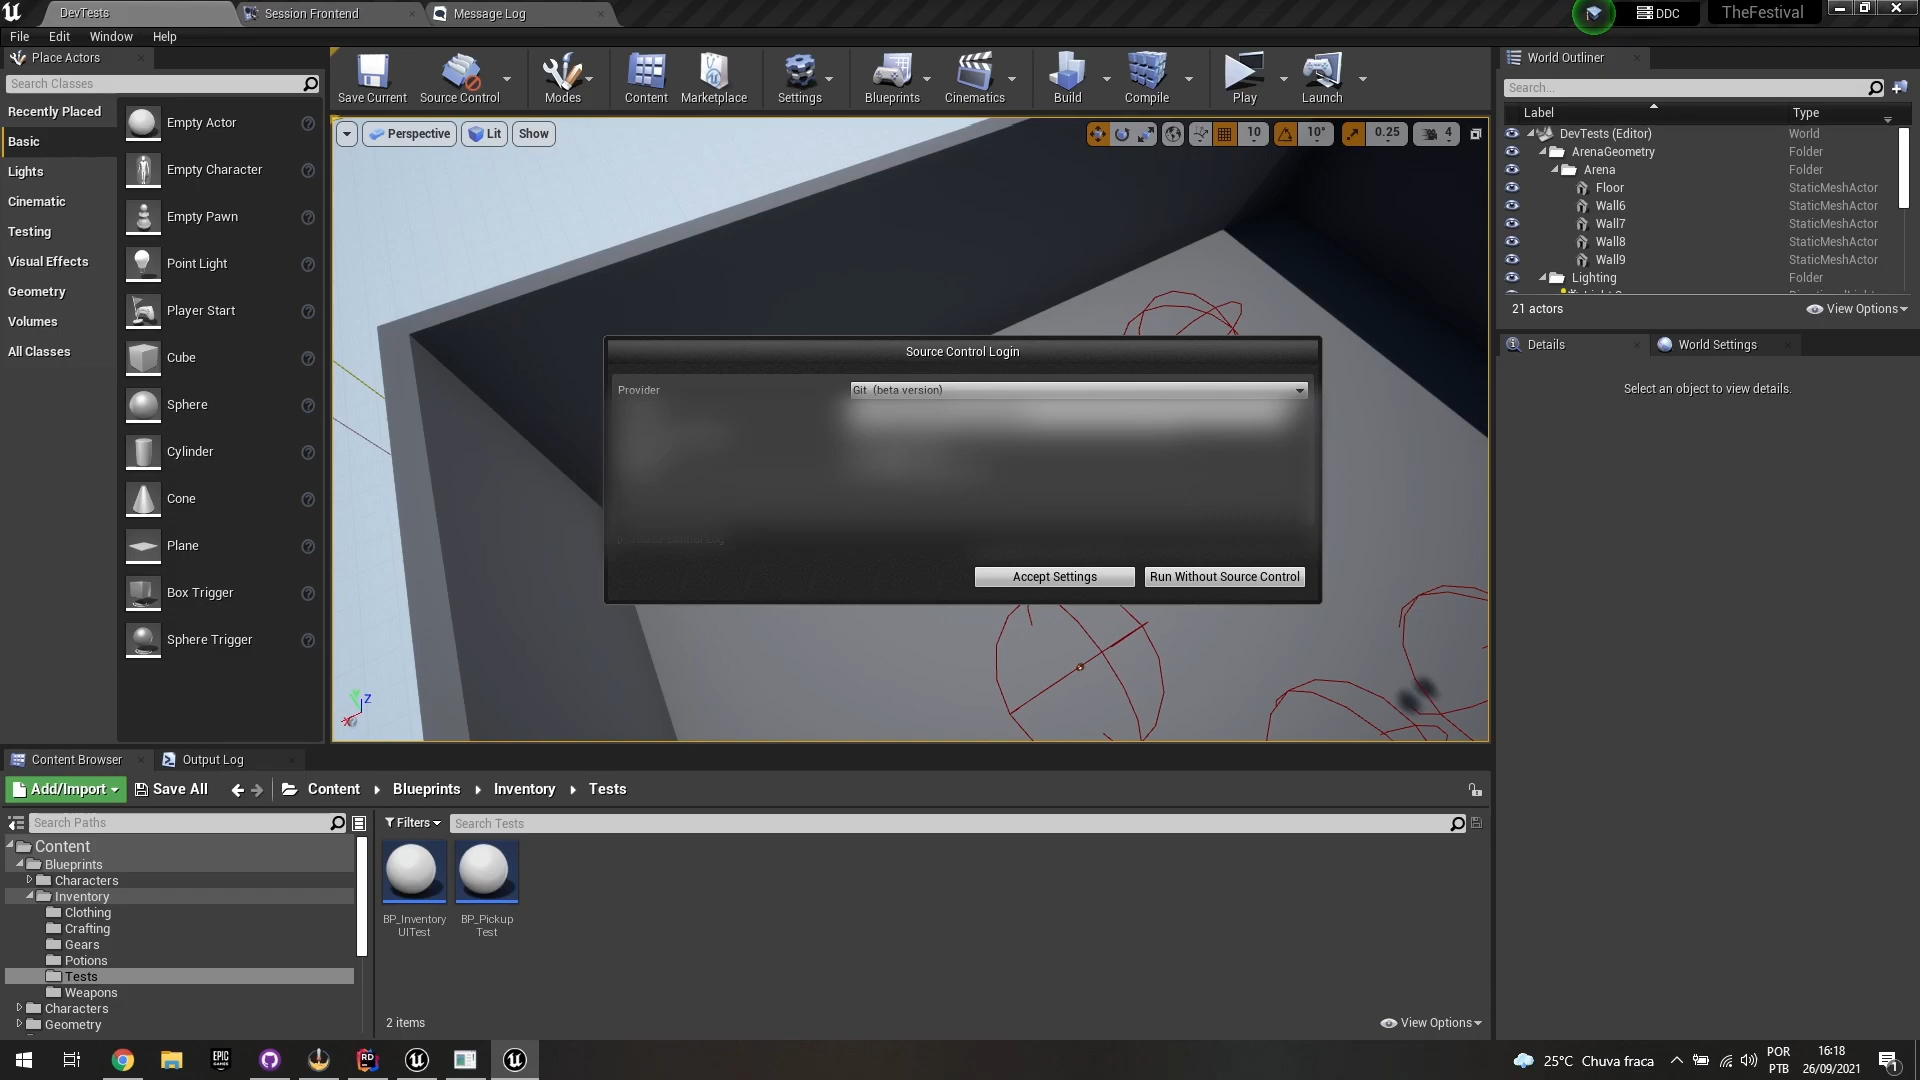 DevTests
Session Frontend
Message Log
DDC
TheFestival
File
Edit
Window
Help
Place Actors
Search Classes
Recently Placed
Basic
Lights
Cinematic
Testing
Visual Effects
Geometry
Volumes
All Classes
Empty Actor
Empty Character
Empty Pawn
Point Light
Player Start
Cube
Sphere
Cylinder
Cone
Plane
Box Trigger
Sphere Trigger
Save Current
Source Control
Modes
Content
Marketplace
Settings
Blueprints
Cinematics
Build
Compile
Play
Launch
Perspective
Lit
Show
10
10°
0.25
4
Z
X
Source Control Login
Provider
Git (beta version)
Source Control Log
Accept Settings
Run Without Source Control
World Outliner
Search...
Label
Type
DevTests (Editor)
World
ArenaGeometry
Folder
Arena
Folder
Floor
StaticMeshActor
Wall6
StaticMeshActor
Wall7
StaticMeshActor
Wall8
StaticMeshActor
Wall9
StaticMeshActor
Lighting
Folder
21 actors
View Options
Details
World Settings
Select an object to view details.
Content Browser
Output Log
Add/Import
Save All
Content
Blueprints
Inventory
Tests
Search Paths
Content
Blueprints
Characters
Inventory
Clothing
Crafting
Gears
Potions
Tests
Weapons
Characters
Geometry
Filters
Search Tests
BP_Inventory
UITest
BP_Pickup
Test
2 items
View Options
EPIC
GAMES
RD
25°C Chuva fraca
POR
PTB
16:18
26/09/2021
1